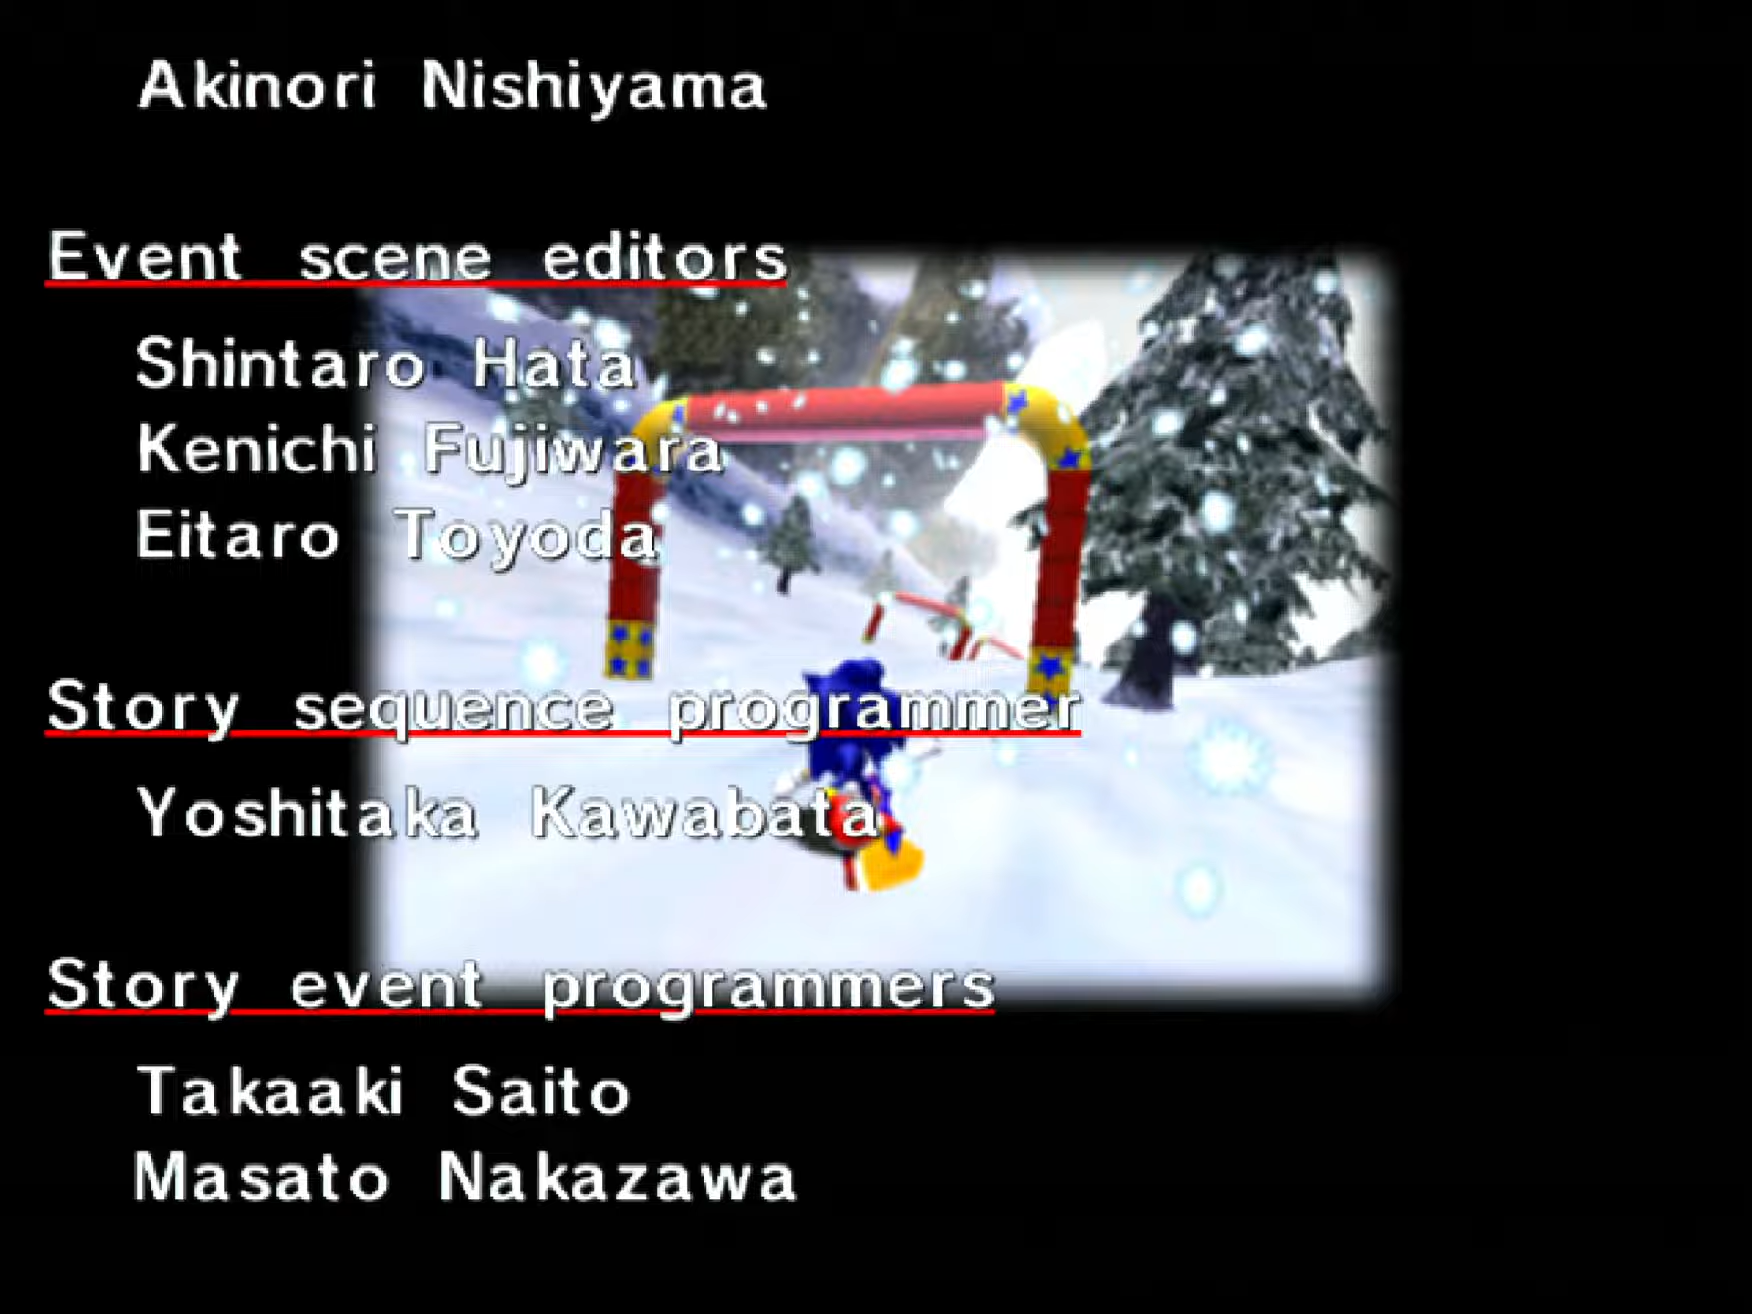 Akinori Nishiyama
Event scene editors
Shintaro Hata
Kenichi Fujiwara
Eitaro Toyoda
Story sequence programmer
Yoshitaka Kawabata
Story event programmers
Takaaki Saito
Masato Nakazawa